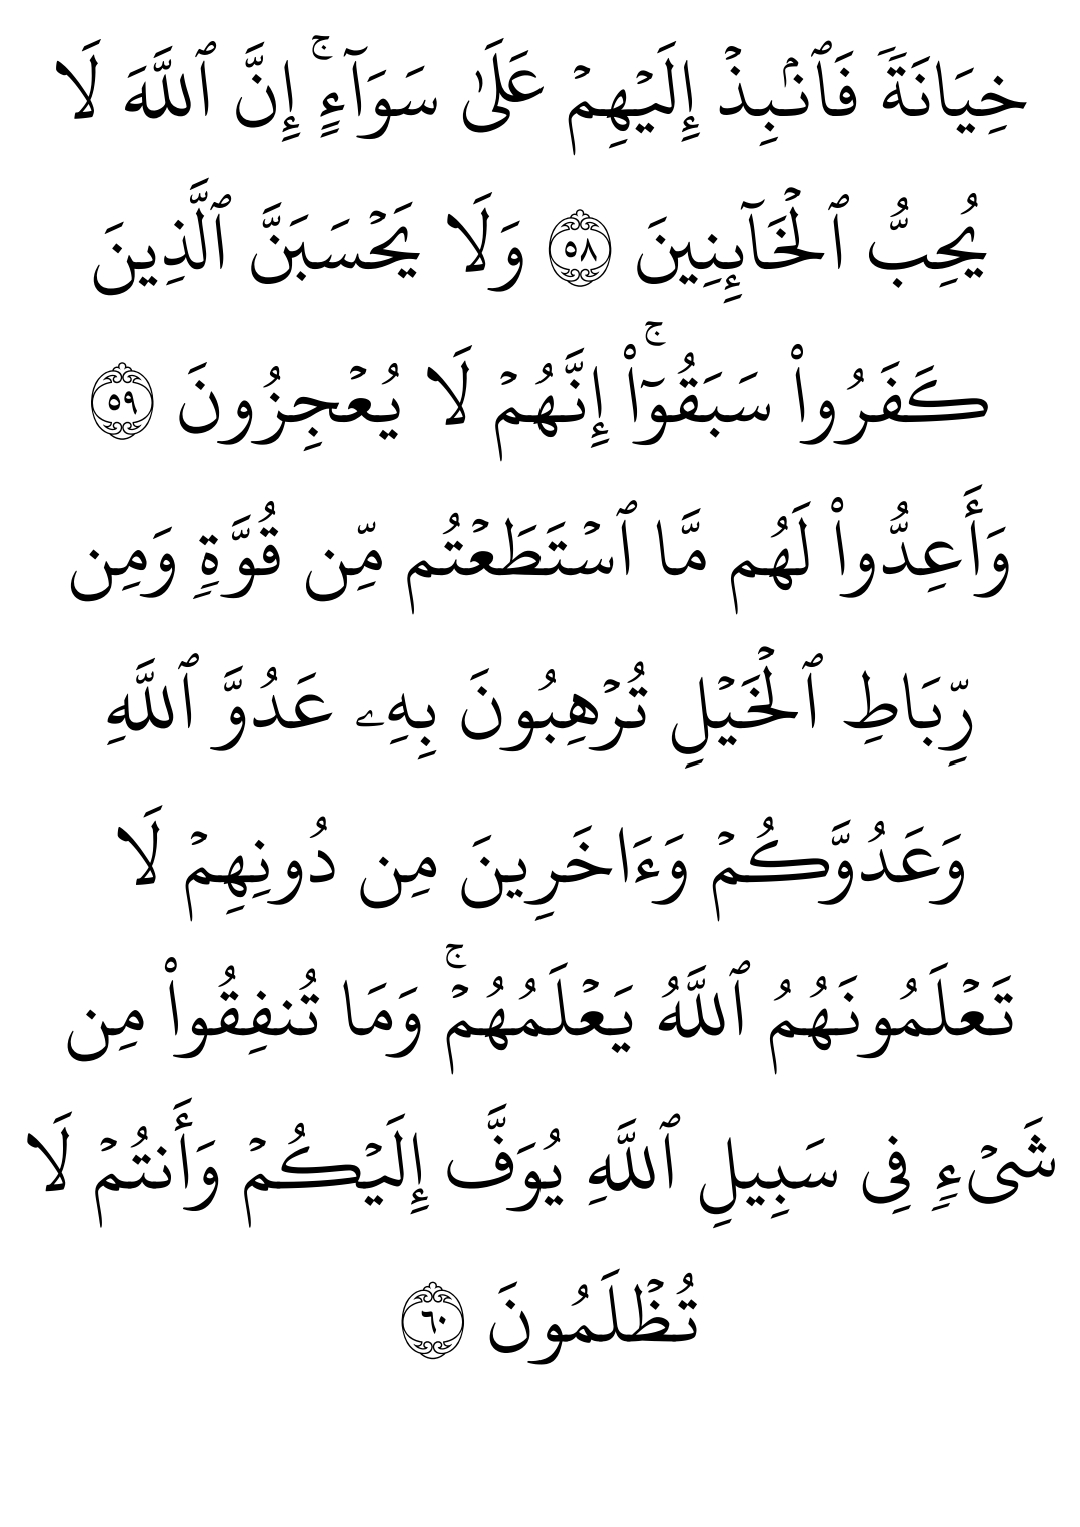 خِيَانَةً فَٱنۢبِذۡ إِلَيۡهِمۡ عَلَىٰ سَوَآءٍۚ إِنَّ ٱللَّهَ لَا
يُحِبُّ ٱلۡخَآئِنِينَ ٥٨ وَلَا يَحۡسَبَنَّ ٱلَّذِينَ
كَفَرُواْ سَبَقُوٓاْۚ إِنَّهُمۡ لَا يُعۡجِزُونَ ٥٩
وَأَعِدُّواْ لَهُم مَّا ٱسۡتَطَعۡتُم مِّن قُوَّةٖ وَمِن
رِّبَاطِ ٱلۡخَيۡلِ تُرۡهِبُونَ بِهِۦ عَدُوَّ ٱللَّهِ
وَعَدُوَّكُمۡ وَءَاخَرِينَ مِن دُونِهِمۡ لَا
تَعۡلَمُونَهُمُ ٱللَّهُ يَعۡلَمُهُمۡۚ وَمَا تُنفِقُواْ مِن
شَيۡءٖ فِي سَبِيلِ ٱللَّهِ يُوَفَّ إِلَيۡكُمۡ وَأَنتُمۡ لَا
تُظۡلَمُونَ ٦٠